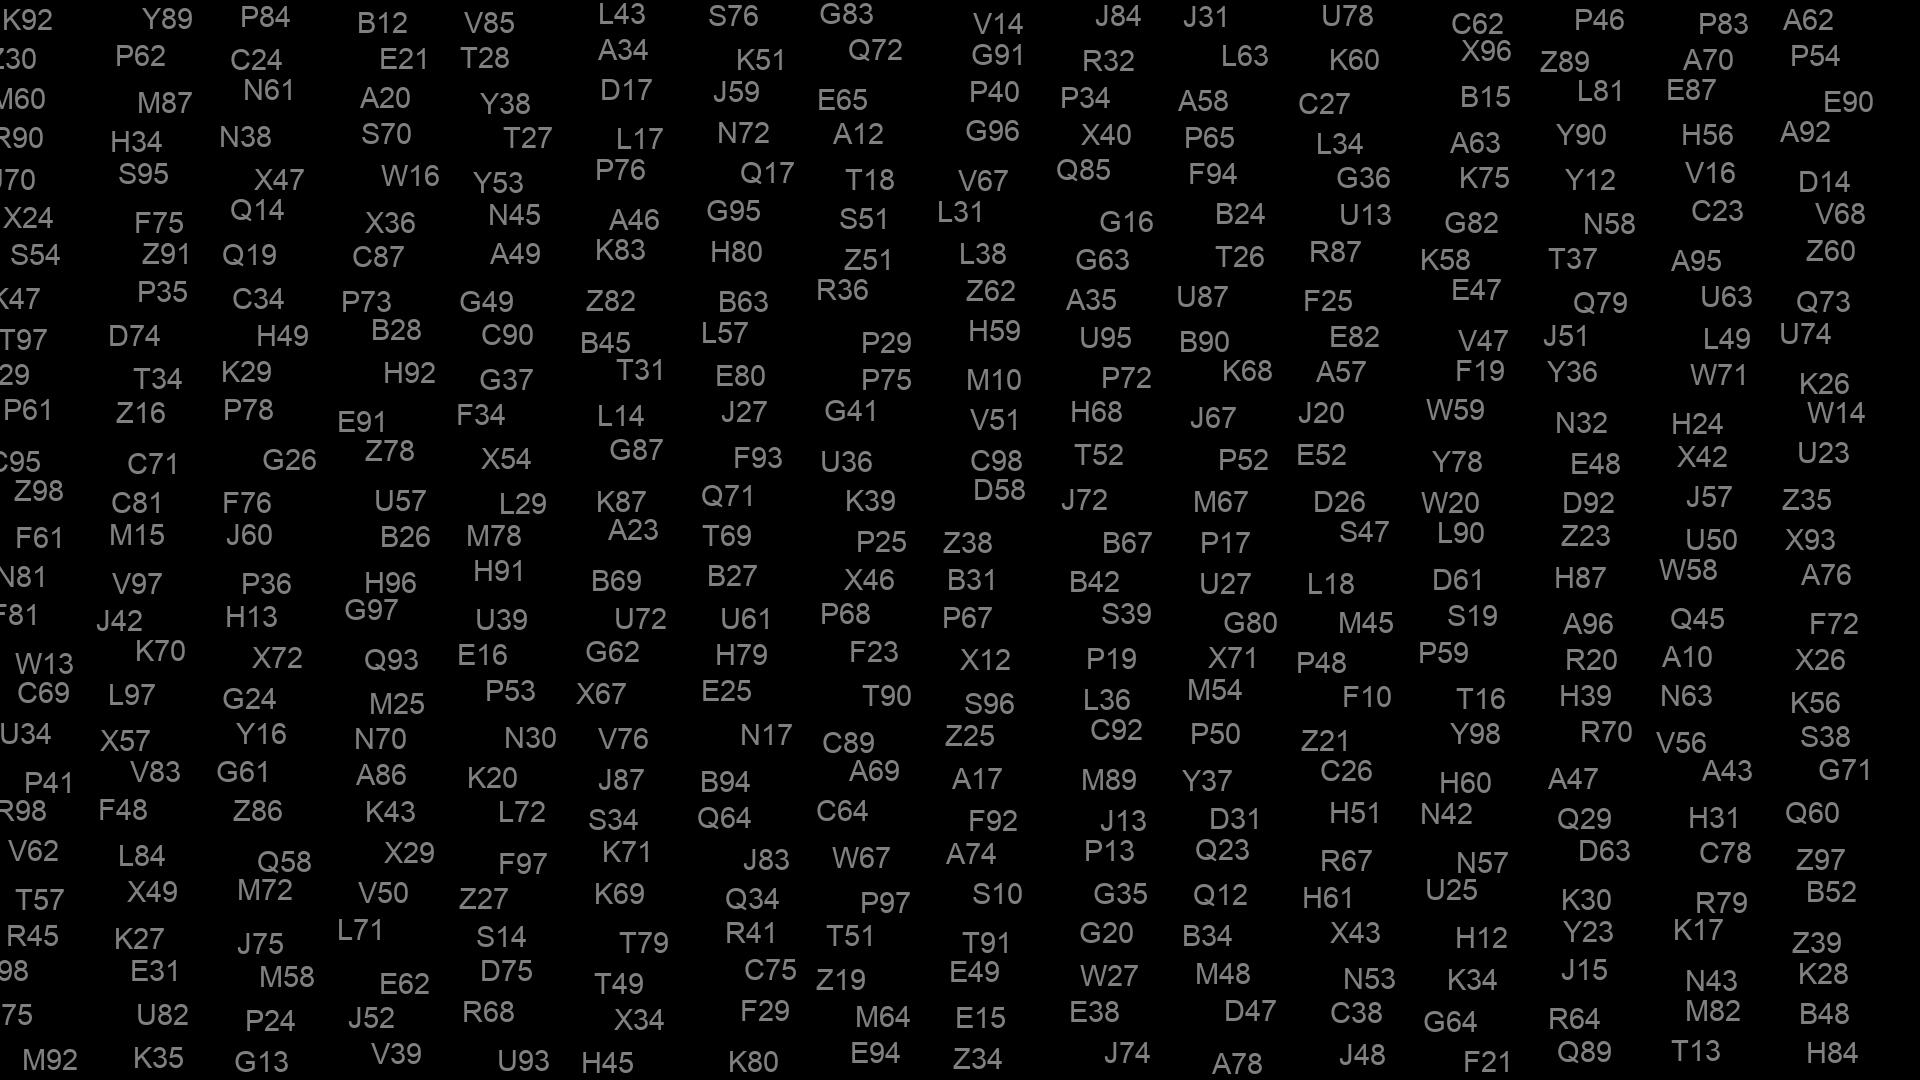 K92 Y89 P84 B12 V85 L43 S76 G83 V14 J84 J31 U78 C62 P46 P83 A62
Z30 P62 C24 E21 T28 A34 K51 Q72 G91 R32 L63 K60 X96 Z89 A70 P54
M60 M87 N61 A20 Y38 D17 J59 E65 P40 P34 A58 C27 B15 L81 E87 E90
R90 H34 N38 S70 T27 L17 N72 A12 G96 X40 P65 L34 A63 Y90 H56 A92
70 S95 X47 W16 Y53 P76 Q17 T18 V67 Q85 F94 G36 K75 Y12 V16 D14
X24 F75 Q14 X36 N45 A46 G95 S51 L31 G16 B24 U13 G82 N58 C23 V68
S54 Z91 Q19 C87 A49 K83 H80 Z51 L38 G63 T26 R87 K58 T37 A95 Z60
K47 P35 C34 P73 G49 Z82 B63 R36 Z62 A35 U87 F25 E47 Q79 U63 Q73
T97 D74 H49 B28 C90 B45 L57 P29 H59 U95 B90 E82 V47 J51 L49 U74
29 T34 K29 H92 G37 T31 E80 P75 M10 P72 K68 A57 F19 Y36 W71 K26
P61 Z16 P78 E91 F34 L14 J27 G41 V51 H68 J67 J20 W59 N32 H24 W14
C95 C71 G26 Z78 X54 G87 F93 U36 C98 T52 P52 E52 Y78 E48 X42 U23
Z98 C81 F76 U57 L29 K87 Q71 K39 D58 J72 M67 D26 W20 D92 J57 Z35
F61 M15 J60 B26 M78 A23 T69 P25 Z38 B67 P17 S47 L90 Z23 U50 X93
N81 V97 P36 H96 H91 B69 B27 X46 B31 B42 U27 L18 D61 H87 W58 A76
F81 J42 H13 G97 U39 U72 U61 P68 P67 S39 G80 M45 S19 A96 Q45 F72
W13 K70 X72 Q93 E16 G62 H79 F23 X12 P19 X71 P48 P59 R20 A10 X26
C69 L97 G24 M25 P53 X67 E25 T90 S96 L36 M54 F10 T16 H39 N63 K56
U34 X57 Y16 N70 N30 V76 N17 C89 Z25 C92 P50 Z21 Y98 R70 V56 S38
P41 V83 G61 A86 K20 J87 B94 A69 A17 M89 Y37 C26 H60 A47 A43 G71
R98 F48 Z86 K43 L72 S34 Q64 C64 F92 J13 D31 H51 N42 Q29 H31 Q60
V62 L84 Q58 X29 F97 K71 J83 W67 A74 P13 Q23 R67 N57 D63 C78 Z97
T57 X49 M72 V50 Z27 K69 Q34 P97 S10 G35 Q12 H61 U25 K30 R79 B52
R45 K27 J75 L71 S14 T79 R41 T51 T91 G20 B34 X43 H12 Y23 K17 Z39
98 E31 M58 E62 D75 T49 C75 Z19 E49 W27 M48 N53 K34 J15 N43 K28
75 U82 P24 J52 R68 X34 F29 M64 E15 E38 D47 C38 G64 R64 M82 B48
M92 K35 G13 V39 U93 H45 K80 E94 Z34 J74 A78 J48 F21 Q89 T13 H84